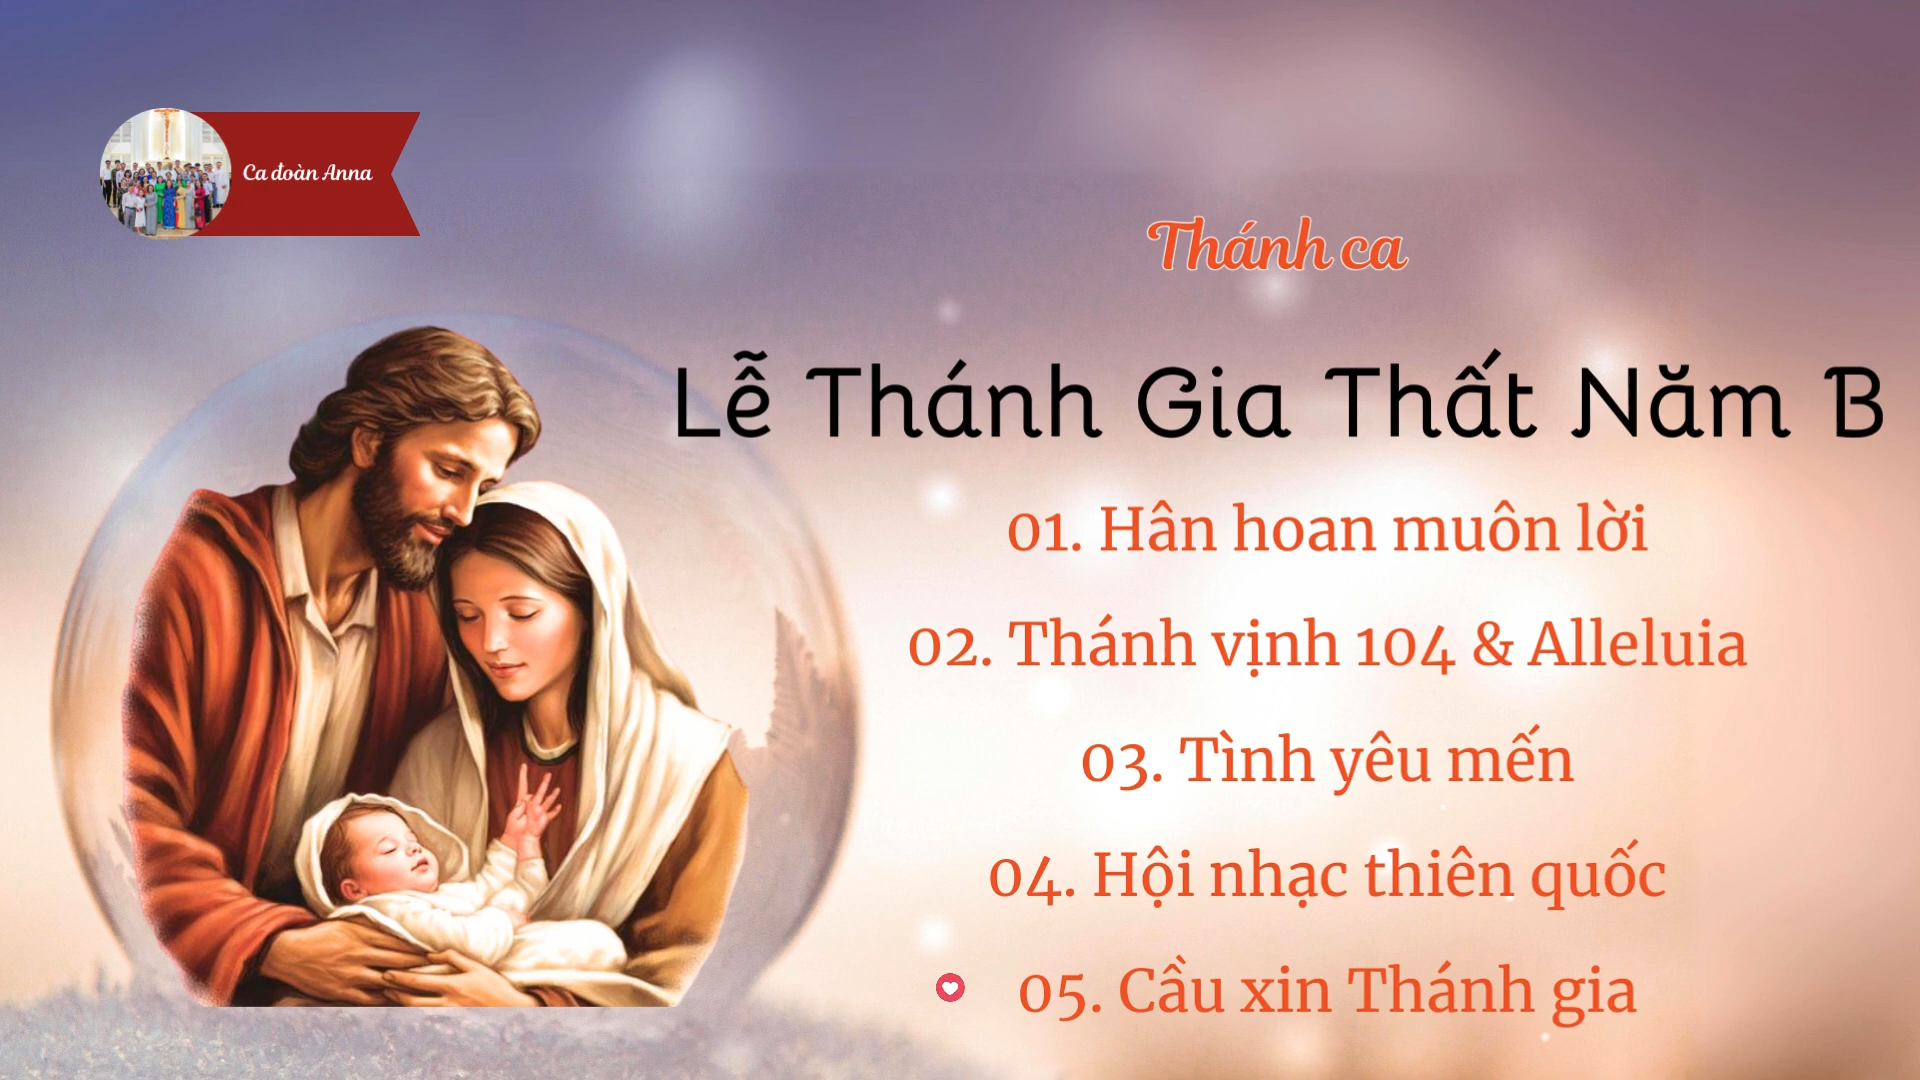 Ca đoàn Anna
Thánh ca
Lễ Thánh Gia Thất Năm B
01. Hân hoan muôn lời
02. Thánh vịnh 104 & Alleluia
03. Tình yêu mến
04. Hội nhạc thiên quốc
05. Cầu xin Thánh gia